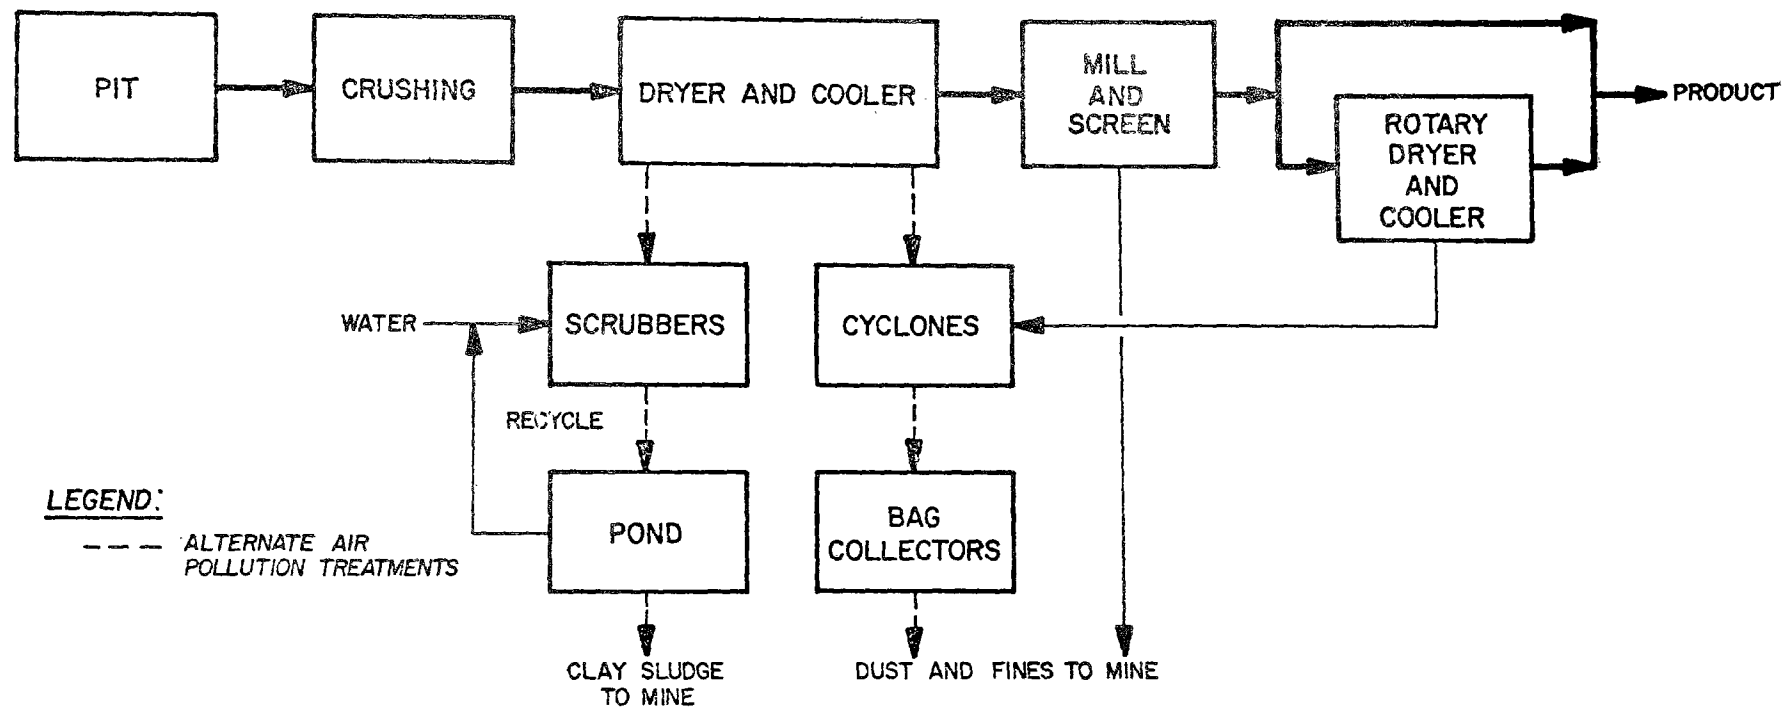 PIT
CRUSHING
DRYER AND COOLER
MILL
AND
SCREEN
PRODUCT
ROTARY
DRYER
AND
COOLER
WATER
SCRUBBERS
CYCLONES
RECYCLE
LEGEND:
ALTERNATE AIR
POLLUTION TREATMENTS
POND
BAG
COLLECTORS
CLAY SLUDGE
TO MINE
DUST AND FINES TO MINE